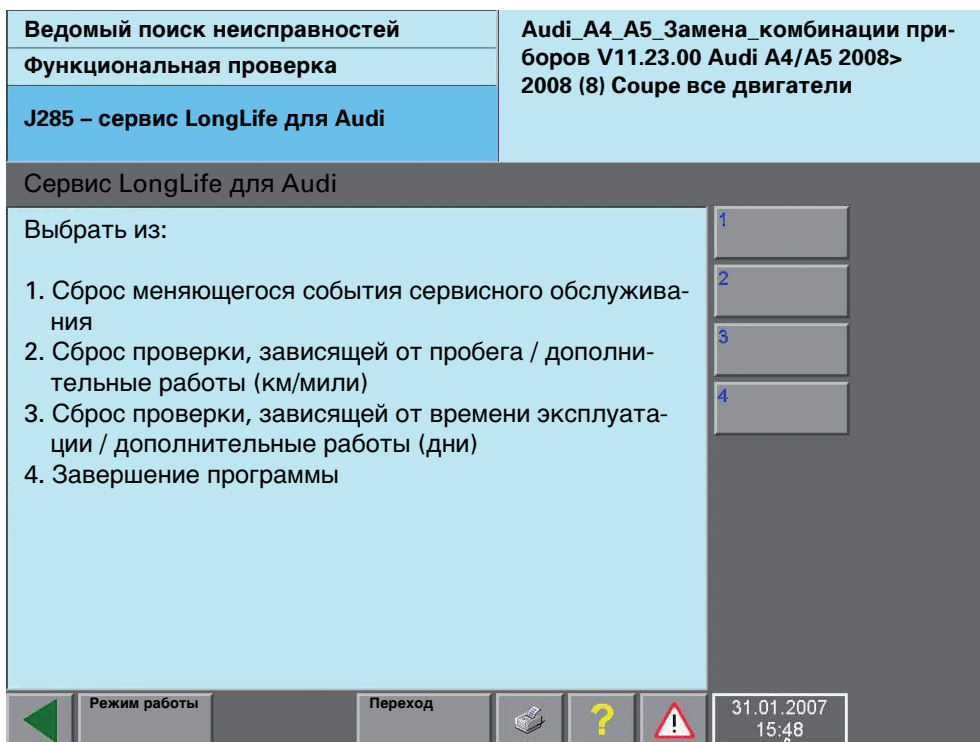 Ведомый поиск неисправностей
Функциональная проверка
J285 – сервис LongLife для Audi
Audi_A4_A5_Замена_комбинации при-
боров V11.23.00 Audi A4/A5 2008>
2008 (8) Coupe все двигатели
Сервис LongLife для Audi
Выбрать из:
1. Сброс меняющегося события сервисного обслужива-
ния
2. Сброс проверки, зависящей от пробега / дополни-
тельные работы (км/мили)
3. Сброс проверки, зависящей от времени эксплуата-
ции / дополнительные работы (дни)
4. Завершение программы
1
2
3
4
Режим работы
Переход
?
!
31.01.2007
15:48